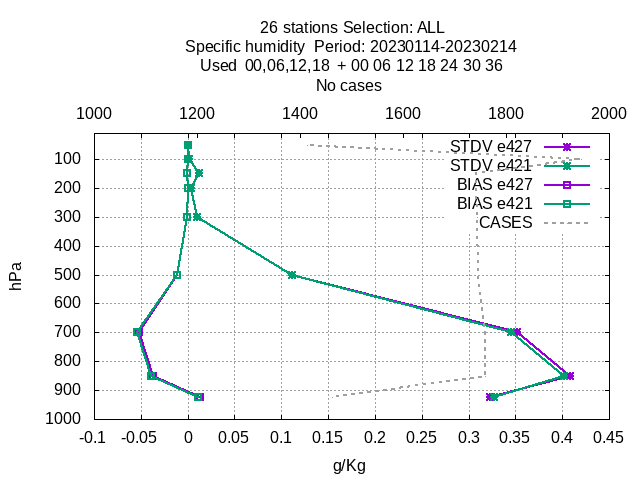 26 stations Selection: ALL
Specific humidity  Period: 20230114-20230214
Used  00,06,12,18  + 00 06 12 18 24 30 36
No cases
1000 1200 1400 1600 1800 2000
STDV e427
STDV e421
BIAS e427
BIAS e421
CASES
100
200
300
400
500
600
700
800
900
1000
hPa
-0.1 -0.05 0 0.05 0.1 0.15 0.2 0.25 0.3 0.35 0.4 0.45
g/Kg